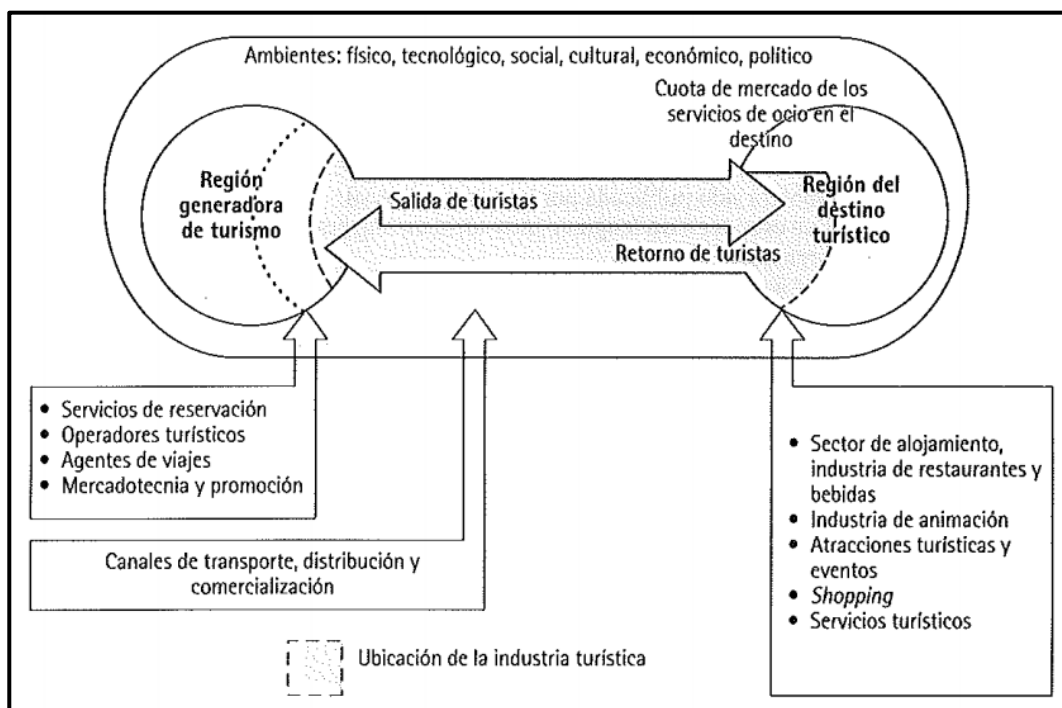 Ambientes: físico, tecnológico, social, cultural, económico, político
Cuota de mercado de los
servicios de ocio en el
destino
Región
generadora
de turismo
Salida de turistas
Retorno de turistas
Región del
destino
turístico
• Servicios de reservación
• Operadores turísticos
• Agentes de viajes
• Mercadotecnia y promoción
Canales de transporte, distribución y
comercialización
• Sector de alojamiento,
industria de restaurantes y
bebidas
• Industria de animación
• Atracciones turísticas y
eventos
• Shopping
• Servicios turísticos
Ubicación de la industria turística